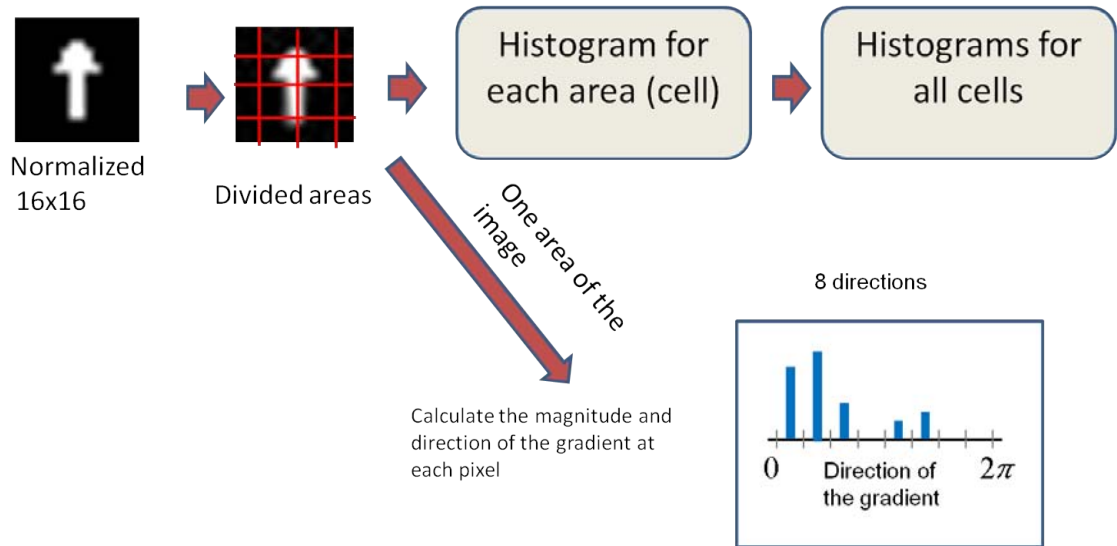 Normalized
16x16
Divided areas
Histogram for
each area (cell)
Histograms for
all cells
One area of the
image
Calculate the magnitude and
direction of the gradient at
each pixel
8 directions
0
2π
Direction of
the gradient